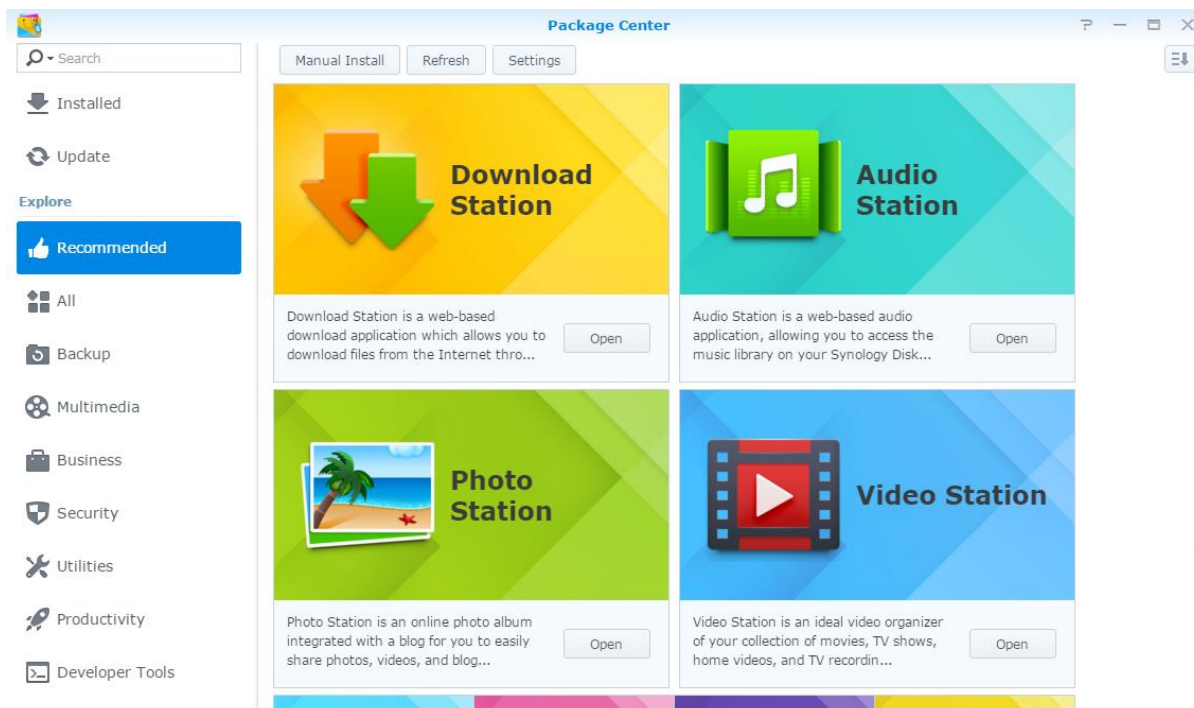 Package Center
Search
Manual Install Refresh Settings
Installed
Update
Explore
Recommended
All
Backup
Multimedia
Business
Security
Utilities
Productivity
Developer Tools
Download
Station
Download Station is a web-based
download application which allows you to
download files from the Internet thro...
Open
Audio
Station
Audio Station is a web-based audio
application, allowing you to access the
music library on your Synology Disk...
Open
Photo
Station
Photo Station is an online photo album
integrated with a blog for you to easily
share photos, videos, and blog...
Open
Video Station
Video Station is an ideal video organizer
of your collection of movies, TV shows,
home videos, and TV recordin...
Open